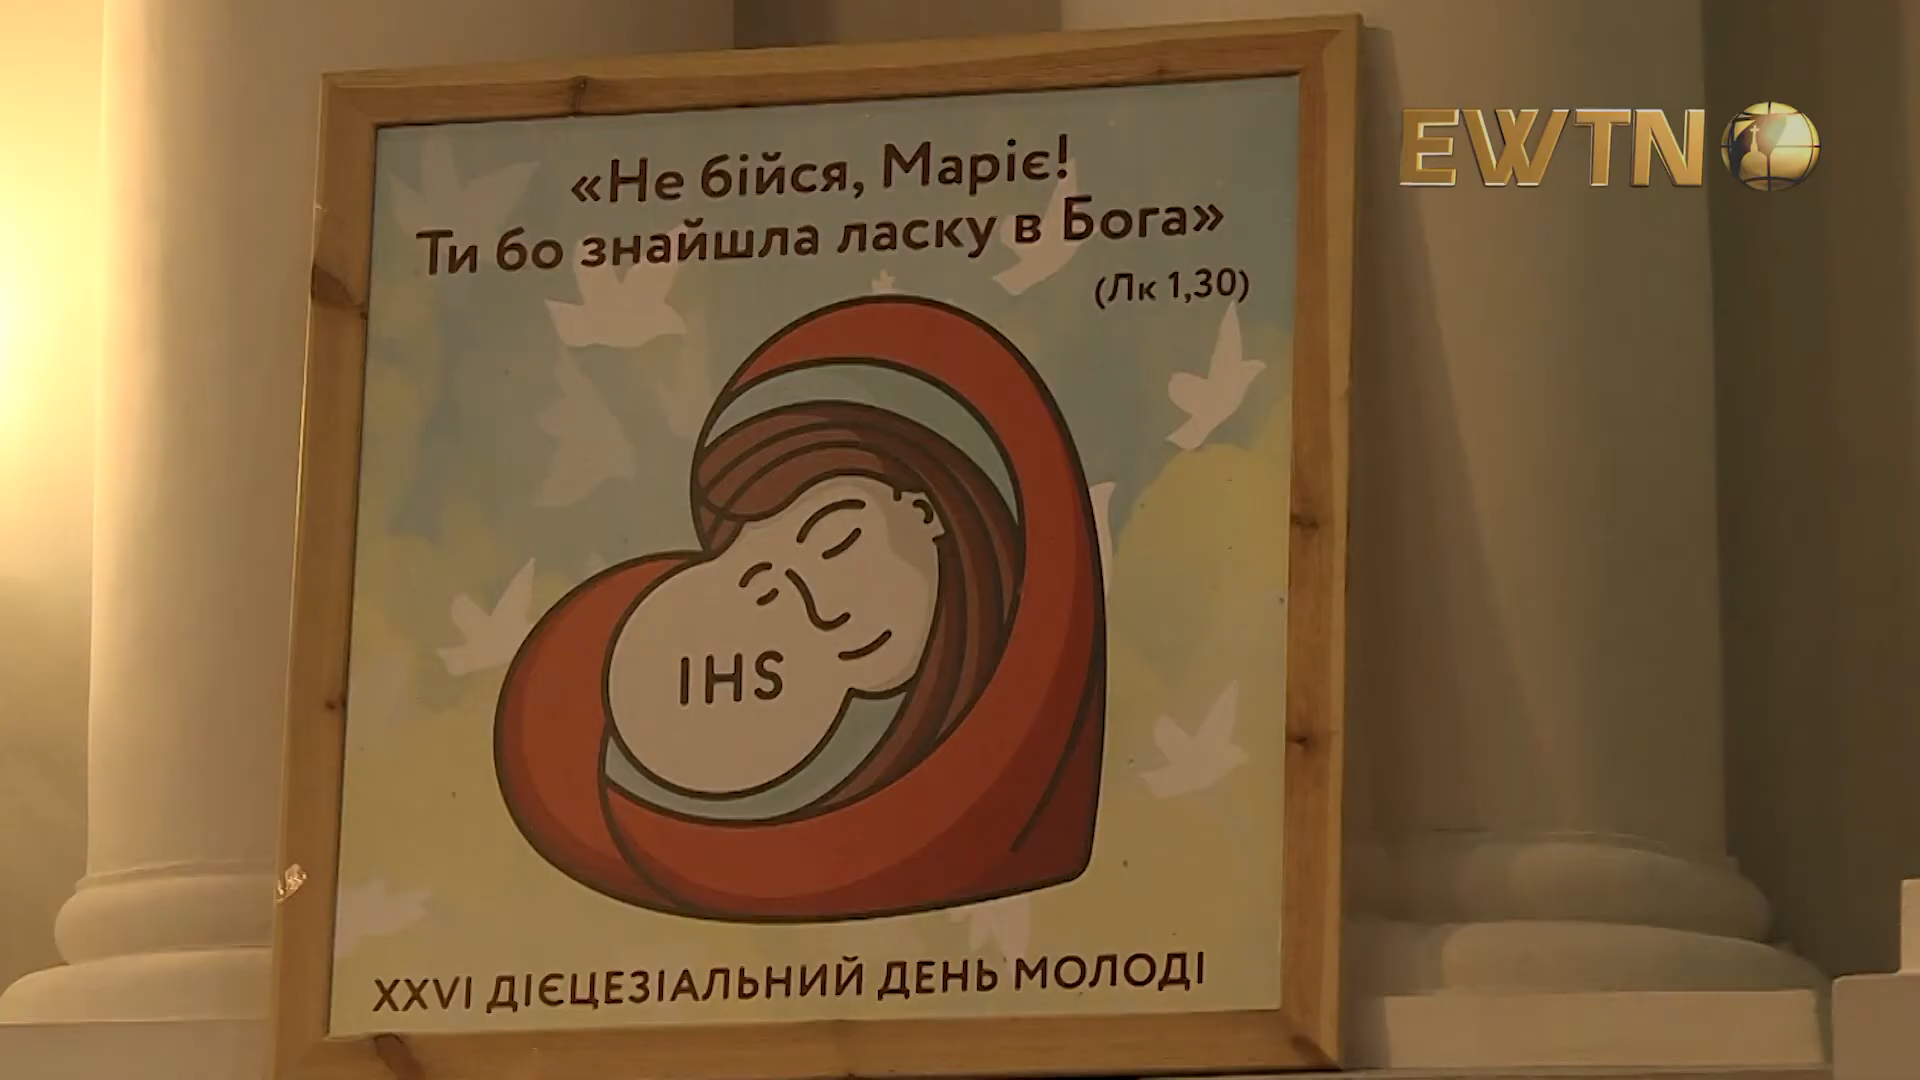 EWTN
«Не бійся, Маріє!
Ти бо знайшла ласку в Бога»
(Лк 1,30)
IHS
XXVI ДІЄЦЕЗІАЛЬНИЙ ДЕНЬ МОЛОДІ